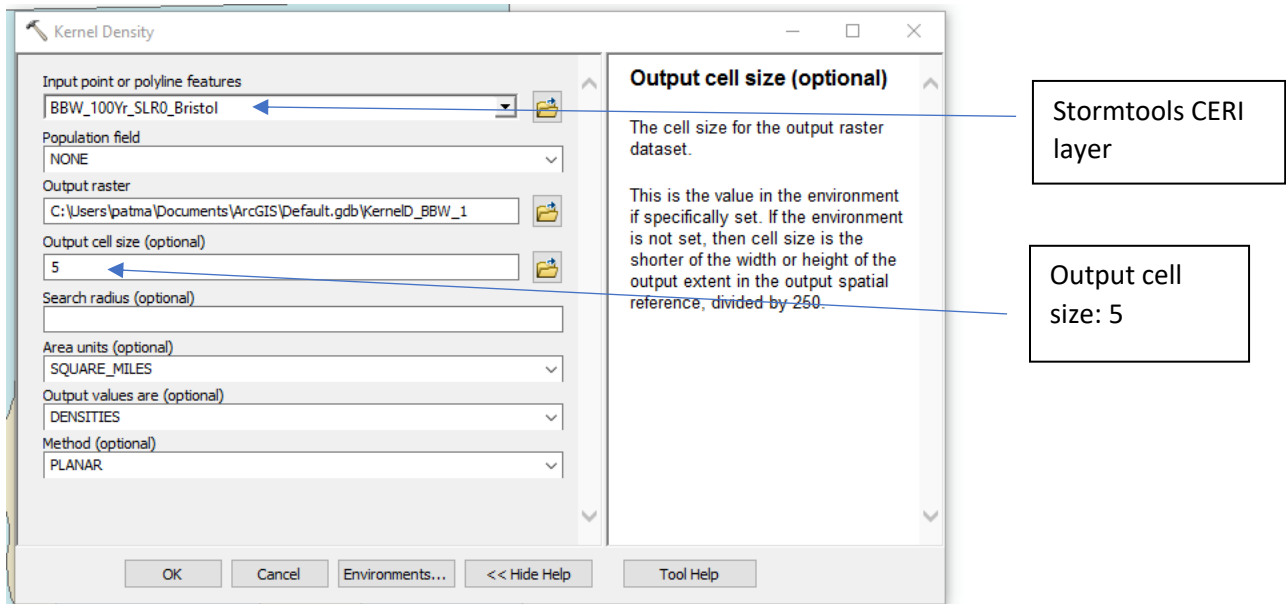 Kernel Density
Input point or polyline features
BBW_100Yr_SLR0_Bristol
Population field
NONE
Output raster
C:\Users\patma\Documents\ArcGIS\Default.gdb\KernelD_BBW_1
Output cell size (optional)
5
Search radius (optional)
Area units (optional)
SQUARE_MILES
Output values are (optional)
DENSITIES
Method (optional)
PLANAR
OK
Cancel
Environments...
<< Hide Help
Tool Help
Output cell size (optional)
The cell size for the output raster
dataset.
This is the value in the environment
if specifically set. If the environment
is not set, then cell size is the
shorter of the width or height of the
output extent in the output spatial
reference, divided by 250.
Stormtools CERI
layer
Output cell
size: 5